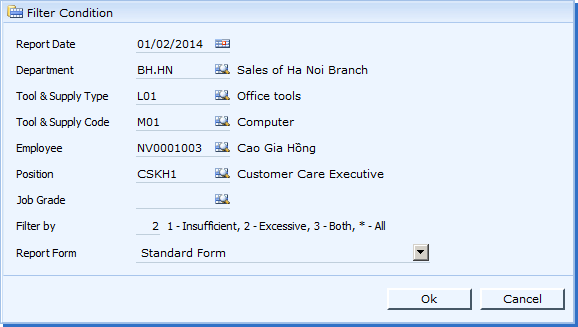 Filter Condition
Report Date 01/02/2014
Department BH.HN Sales of Ha Noi Branch
Tool & Supply Type L01 Office tools
Tool & Supply Code M01 Computer
Employee NV0001003 Cao Gia Hồng
Position CSKH1 Customer Care Executive
Job Grade
Filter by 2 1 - Insufficient, 2 - Excessive, 3 - Both, * - All
Report Form Standard Form
Ok Cancel